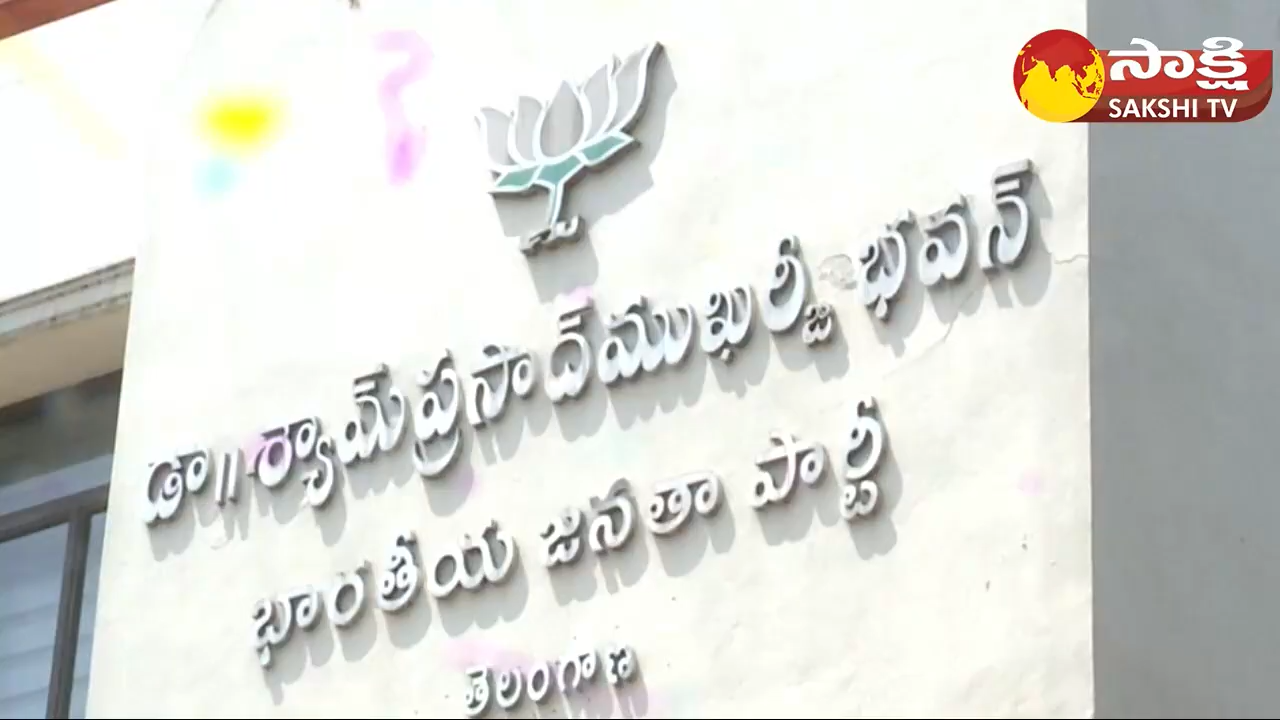 సాక్షి
SAKSHI TV
డా॥శ్యామ్‌ప్రసాద్‌ముఖర్జీ భవన్
భారతీయ జనతా పార్టీ
తెలంగాణ